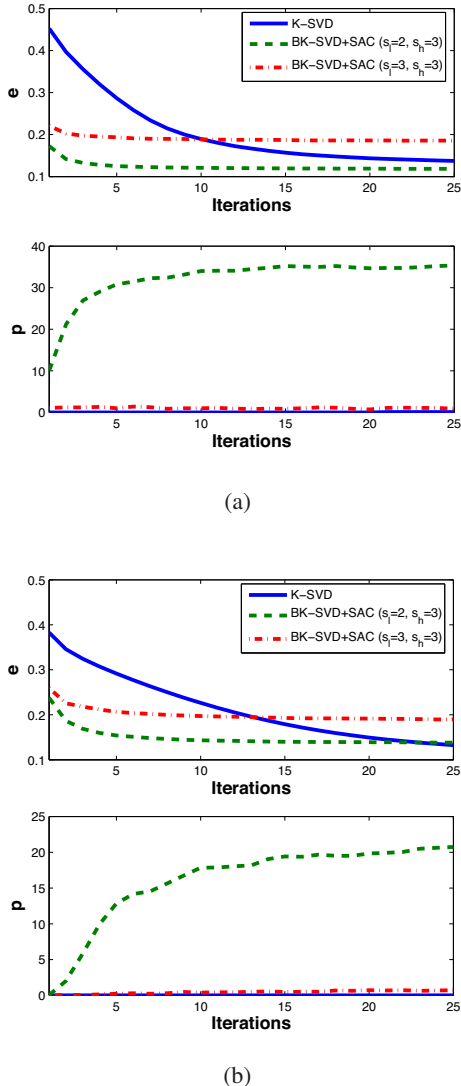 0.5
0.4
0.3
0.2
0.1
e
K-SVD
BK-SVD+SAC (s_l=2, s_h=3)
BK-SVD+SAC (s_l=3, s_h=3)
5 10 15 20 25
Iterations
40
30
20
10
0
p
5 10 15 20 25
Iterations
(a)
0.5
0.4
0.3
0.2
0.1
e
K-SVD
BK-SVD+SAC (s_l=2, s_h=3)
BK-SVD+SAC (s_l=3, s_h=3)
5 10 15 20 25
Iterations
25
20
15
10
5
0
p
5 10 15 20 25
Iterations
(b)